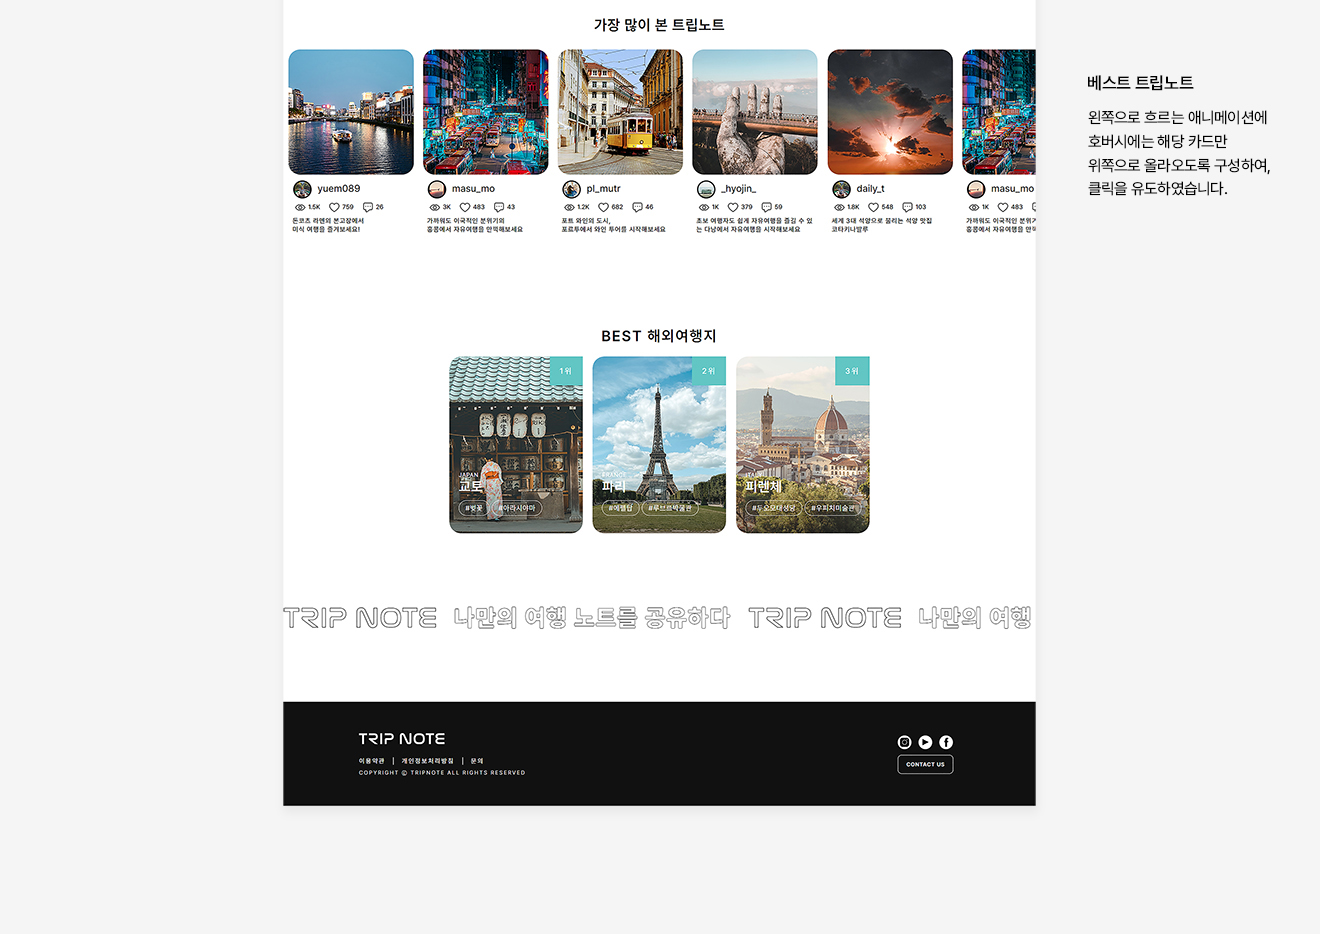 가장 많이 본 트립노트
yuem089
1.5K 759 26
돈코츠 라멘의 본고장에서
미식 여행을 즐겨보세요!
masu_mo
3K 483 43
가까워도 이국적인 분위기의
홍콩에서 자유여행을 만끽해보세요
pl_mutr
1.2K 682 46
포트 와인의 도시,
포르투에서 와인 투어를 시작해보세요
_hyojin_
1K 379 59
초보 여행자도 쉽게 자유여행을 즐길 수 있
는 다낭에서 자유여행을 시작해보세요
daily_t
1.8K 548 103
세계 3대 석양으로 불리는 석양 맛집
코타키나발루
masu_mo
1K 483
가까워도 이국적인
홍콩에서 자유여행을
베스트 트립노트
왼쪽으로 흐르는 애니메이션에
호버시에는 해당 카드만
위쪽으로 올라오도록 구성하여,
클릭을 유도하였습니다.
BEST 해외여행지
1위
JAPAN
교토
#벚꽃 #아라시야마
2위
FRANCE
파리
#에펠탑 #루브르박물관
3위
ITALY
피렌체
#두오모대성당 #우피치미술관
TRIP NOTE 나만의 여행 노트를 공유하다 TRIP NOTE 나만의 여행
TRIP NOTE
이용약관 | 개인정보처리방침 | 문의
COPYRIGHT ⓒ TRIPNOTE ALL RIGHTS RESERVED
CONTACT US